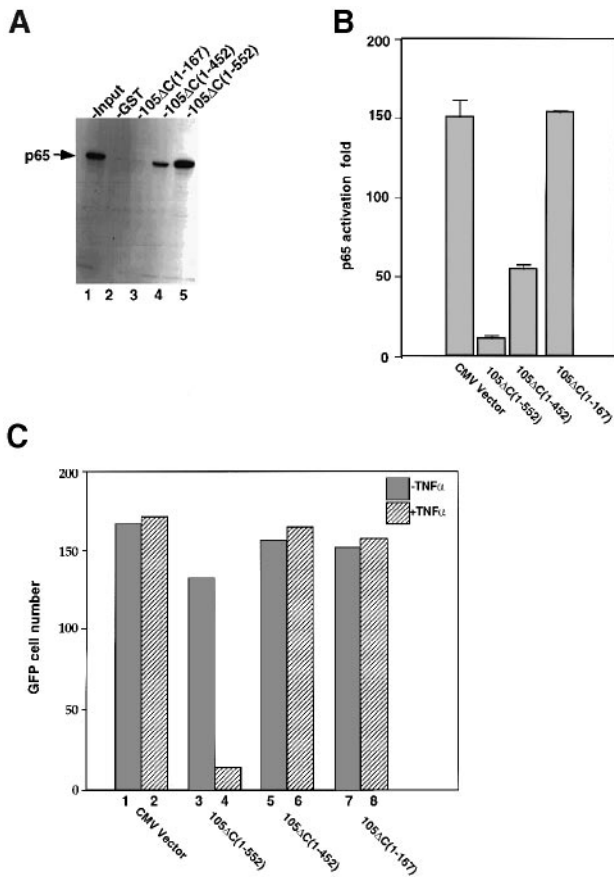 A
-Input
-GST
-105ΔC(1-167)
-105ΔC(1-452)
-105ΔC(1-552)
p65
1 2 3 4 5
B
p65 activation fold
200
150
100
50
0
CMV Vector
105ΔC(1-552)
105ΔC(1-452)
105ΔC(1-167)
C
GFP cell number
200
150
100
50
0
-TNFα
+TNFα
1 2 3 4 5 6 7 8
CMV Vector
105ΔC(1-552)
105ΔC(1-452)
105ΔC(1-167)